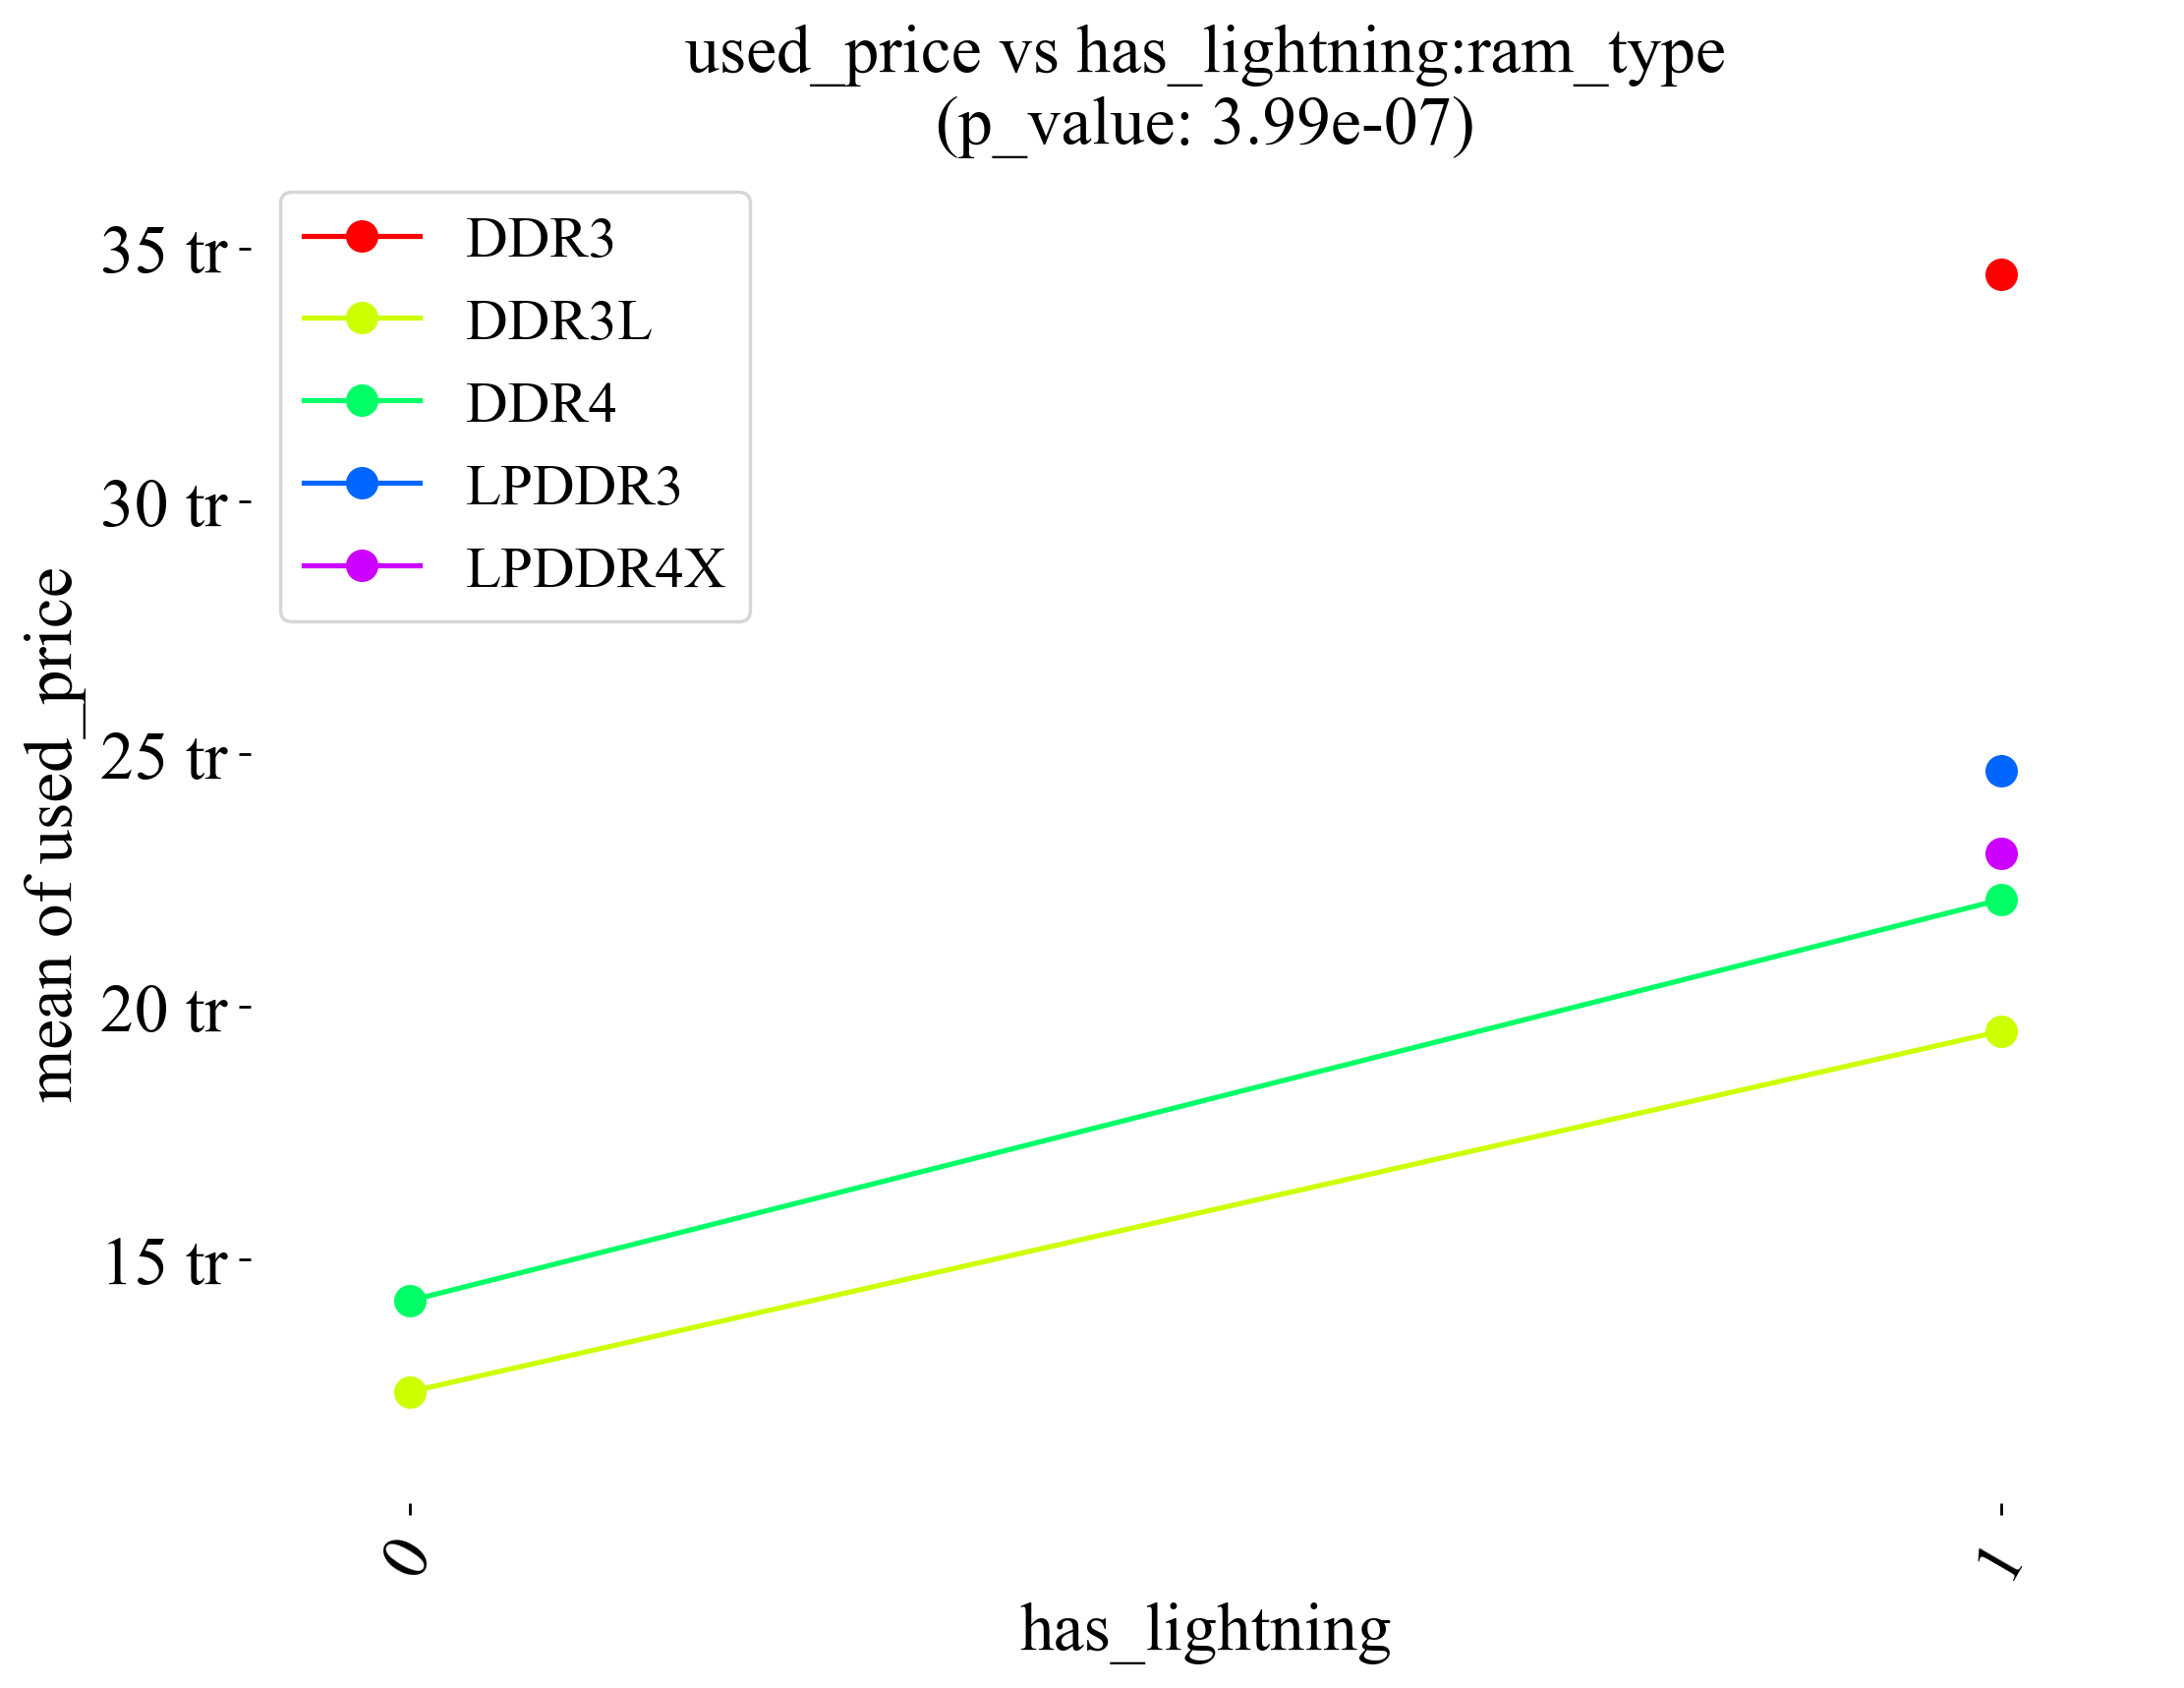 used_price vs has_lightning:ram_type
(p_value: 3.99e-07)
DDR3
DDR3L
DDR4
LPDDR3
LPDDR4X
35 tr
30 tr
25 tr
20 tr
15 tr
mean of used_price
0
1
has_lightning